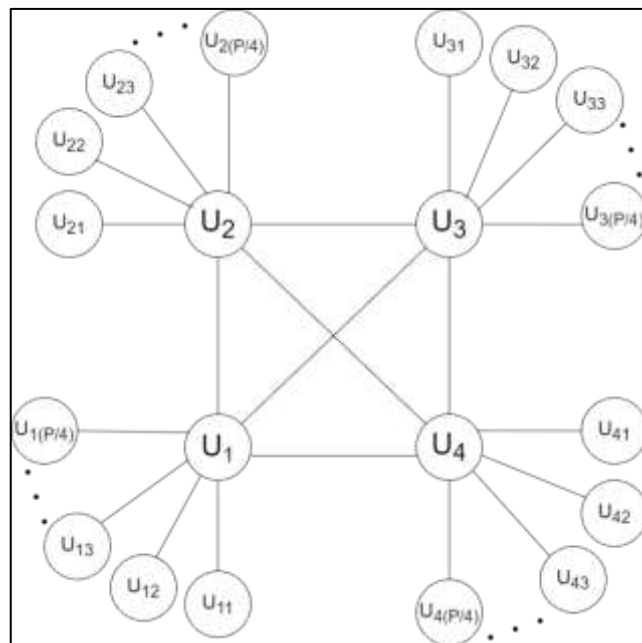 U₂₍P/4₎
U₃₁
U₃₂
U₂₃
U₃₃
U₂₂
U₂₁
U₂
U₃
U₃₍P/4₎
U₁₍P/4₎
U₁
U₄
U₄₁
U₄₂
U₁₃
U₁₂
U₁₁
U₄₃
U₄₍P/4₎